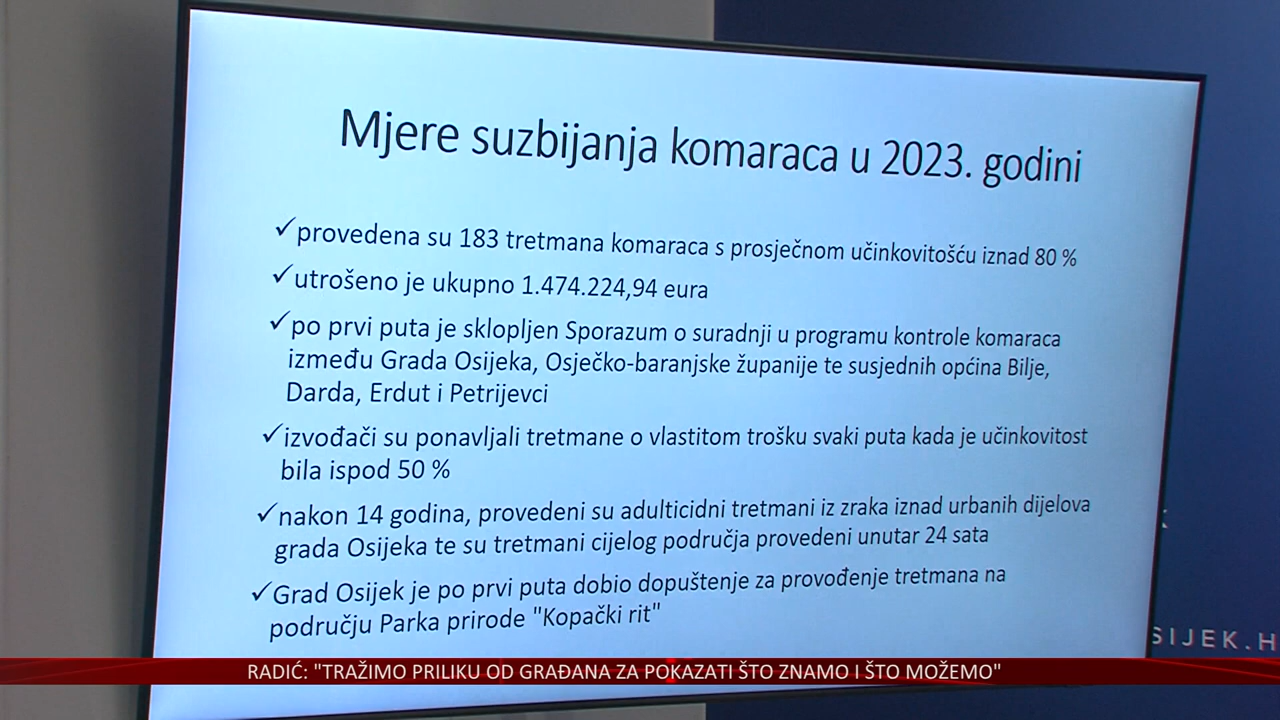 Mjere suzbijanja komaraca u 2023. godini
✓provedena su 183 tretmana komaraca s prosječnom učinkovitošću iznad 80 %
✓utrošeno je ukupno 1.474.224,94 eura
✓po prvi puta je sklopljen Sporazum o suradnji u programu kontrole komaraca
između Grada Osijeka, Osječko-baranjske županije te susjednih općina Bilje,
Darda, Erdut i Petrijevci
✓izvođači su ponavljali tretmane o vlastitom trošku svaki puta kada je učinkovitost
bila ispod 50 %
✓nakon 14 godina, provedeni su adulticidni tretmani iz zraka iznad urbanih dijelova
grada Osijeka te su tretmani cijelog područja provedeni unutar 24 sata
✓Grad Osijek je po prvi puta dobio dopuštenje za provođenje tretmana na
području Parka prirode "Kopački rit"
SIJEK.H
RADIĆ: "TRAŽIMO PRILIKU OD GRAĐANA ZA POKAZATI ŠTO ZNAMO I ŠTO MOŽEMO"